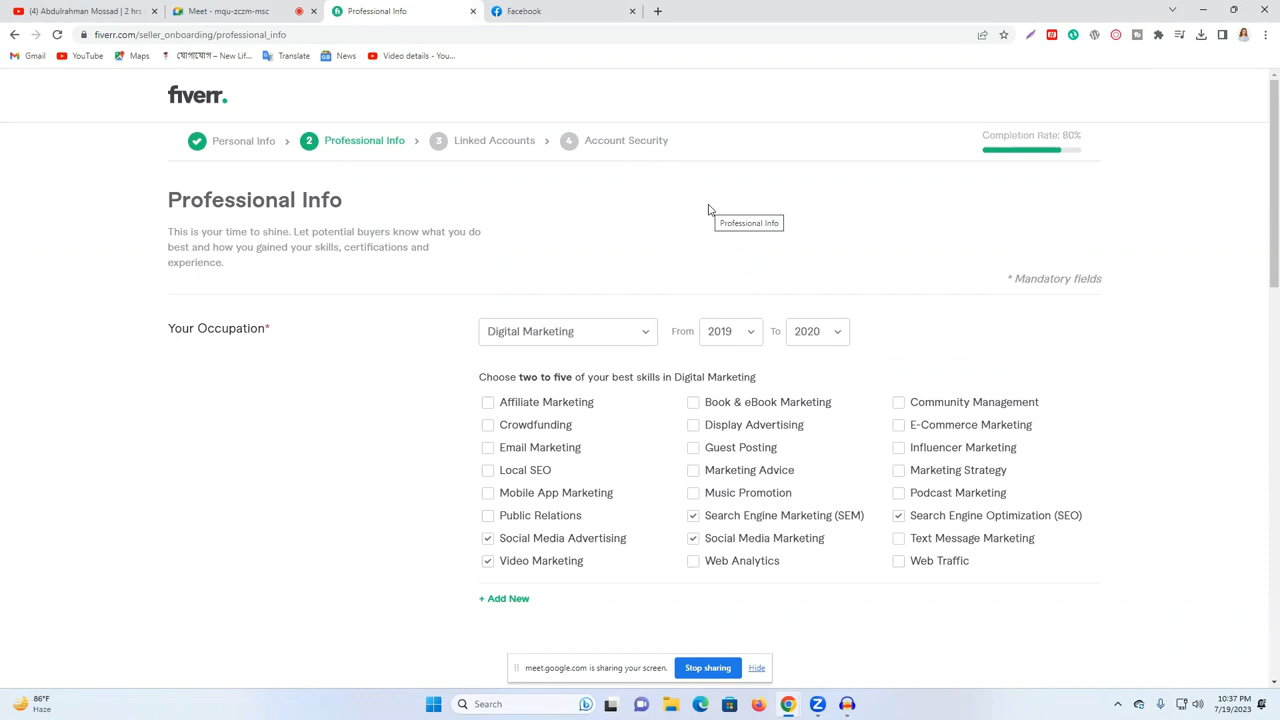 (4) Abdulrahman Mossad | 2 hrs
Meet - mqu-zczm-msc
Professional Info
Facebook
fiverr.com/seller_onboarding/professional_info
Gmail
YouTube
Maps
যোগাযোগ – New Lif...
Translate
News
Video details - You...
fiverr.
Personal Info
2 Professional Info
3 Linked Accounts
4 Account Security
Completion Rate: 80%
Professional Info
Professional Info
This is your time to shine. Let potential buyers know what you do
best and how you gained your skills, certifications and
experience.
* Mandatory fields
Your Occupation*
Digital Marketing From 2019 To 2020
Choose two to five of your best skills in Digital Marketing
Affiliate Marketing Book & eBook Marketing Community Management
Crowdfunding Display Advertising E-Commerce Marketing
Email Marketing Guest Posting Influencer Marketing
Local SEO Marketing Advice Marketing Strategy
Mobile App Marketing Music Promotion Podcast Marketing
Public Relations Search Engine Marketing (SEM) Search Engine Optimization (SEO)
Social Media Advertising Social Media Marketing Text Message Marketing
Video Marketing Web Analytics Web Traffic
+ Add New
meet.google.com is sharing your screen. Stop sharing Hide
86°F
Haze
Search
10:37 PM
7/19/2023